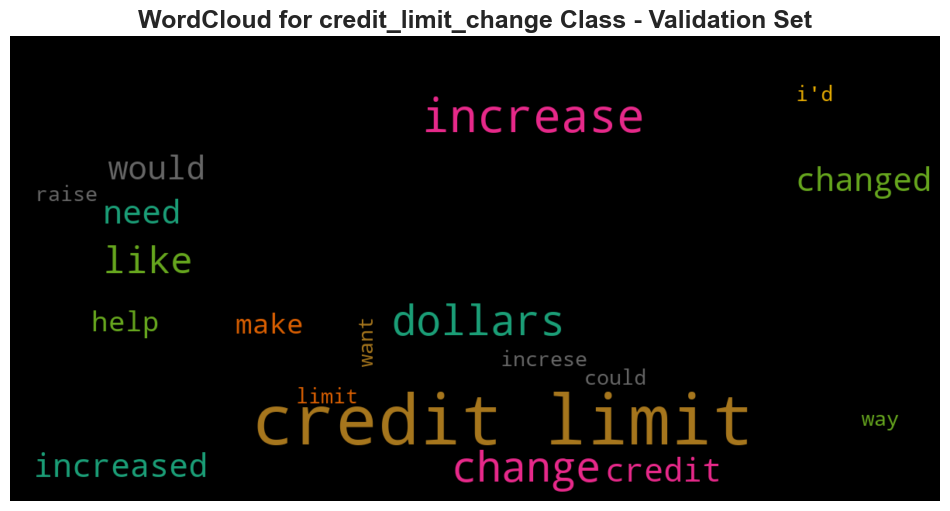 WordCloud for credit_limit_change Class - Validation Set
i'd
increase
would
changed
raise
need
like
help
make
want
dollars
increse
could
limit
credit limit
way
increased
change
credit